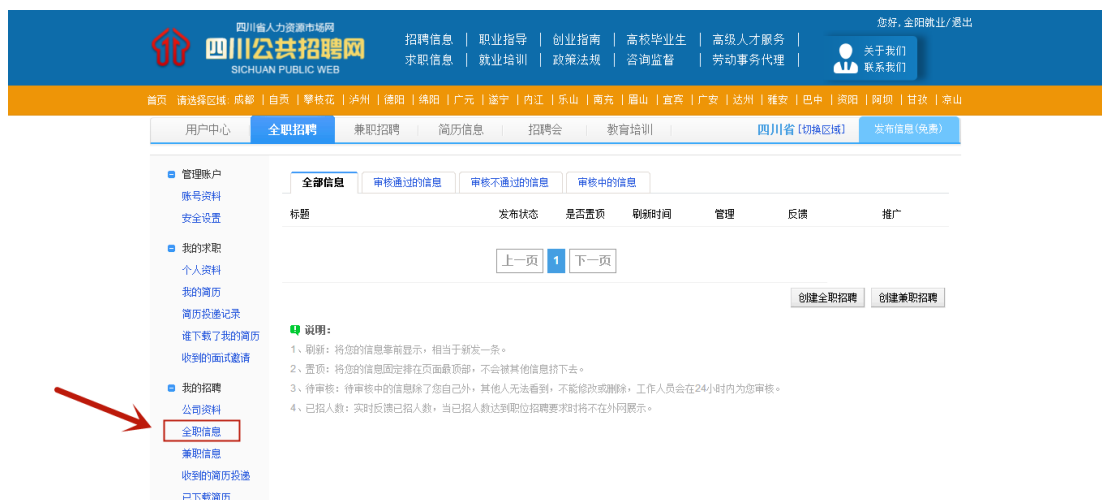 您好, 金阳就业/退出
四川省人力资源市场网
四川公共招聘网
SICHUAN PUBLIC WEB
招聘信息 | 职业指导 | 创业指南 | 高校毕业生 | 高级人才服务 |
求职信息 | 就业培训 | 政策法规 | 咨询监督 | 劳动事务代理 |
关于我们
联系我们
首页 请选择区域: 成都 | 自贡 | 攀枝花 | 泸州 | 德阳 | 绵阳 | 广元 | 遂宁 | 内江 | 乐山 | 南充 | 眉山 | 宜宾 | 广安 | 达州 | 雅安 | 巴中 | 资阳 | 阿坝 | 甘孜 | 凉山
用户中心 全职招聘 兼职招聘 简历信息 招聘会 教育培训 四川省 [切换区域] 发布信息(免费)
管理账户
账号资料
安全设置
我的求职
个人资料
我的简历
简历投递记录
谁下载了我的简历
收到的面试邀请
我的招聘
公司资料
全职信息
兼职信息
收到的简历投递
已下载简历
全部信息 审核通过的信息 审核不通过的信息 审核中的信息
标题 发布状态 是否置顶 刷新时间 管理 反馈 推广
上一页 1 下一页
创建全职招聘 创建兼职招聘
说明：
1、刷新：将您的信息靠前显示，相当于新发一条。
2、置顶：将您的信息固定排在页面最顶部，不会被其他信息挤下去。
3、待审核：待审核中的信息除了您自己外，其他人无法看到，不能修改或删除，工作人员会在24小时内为您审核。
4、已招人数：实时反馈已招人数，当已招人数达到职位招聘要求时将不在外网展示。